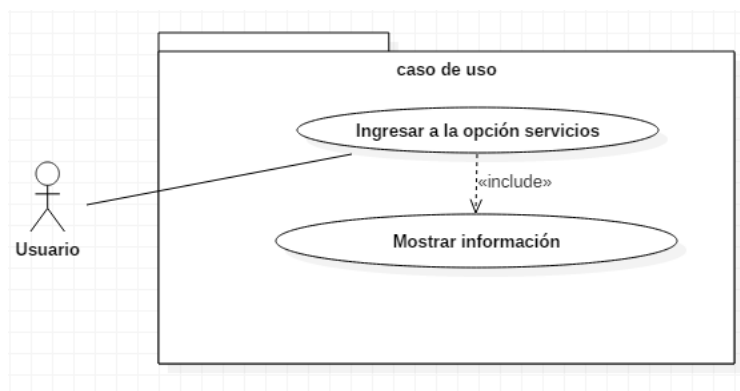 caso de uso
Ingresar a la opción servicios
«include»
Usuario
Mostrar información